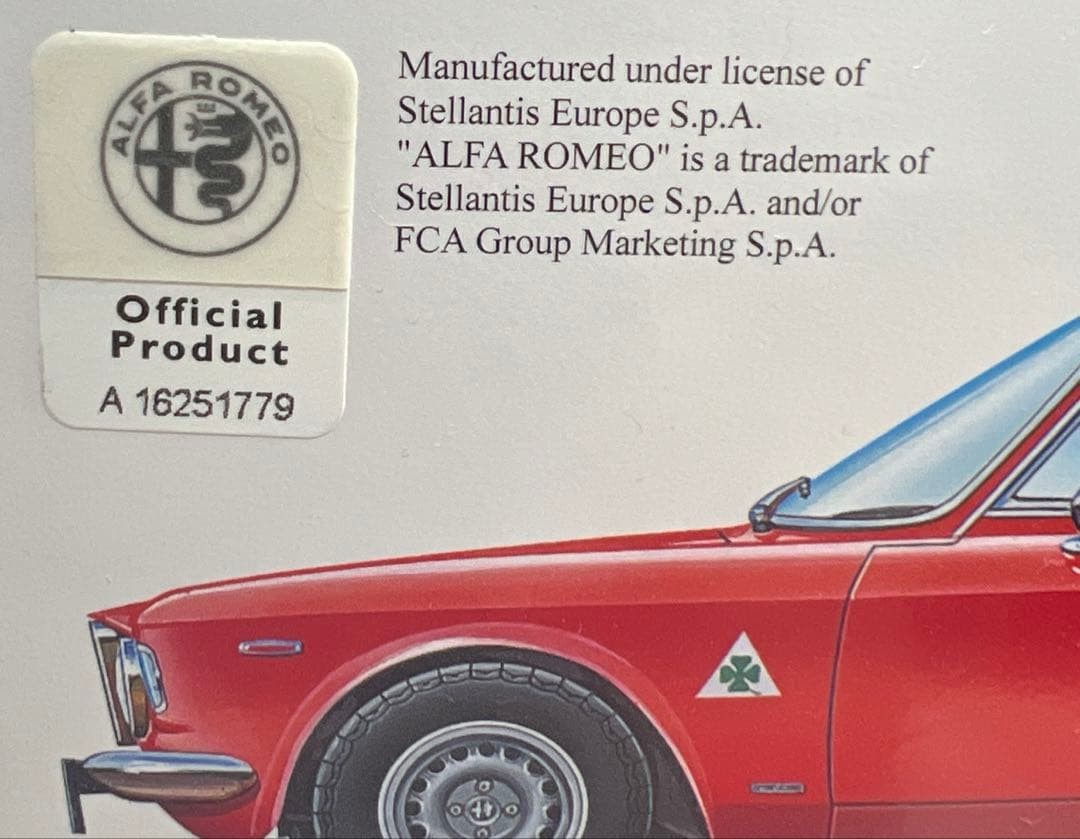 ALFA ROMEO
Official
Product
A 16251779
Manufactured under license of
Stellantis Europe S.p.A.
"ALFA ROMEO" is a trademark of
Stellantis Europe S.p.A. and/or
FCA Group Marketing S.p.A.